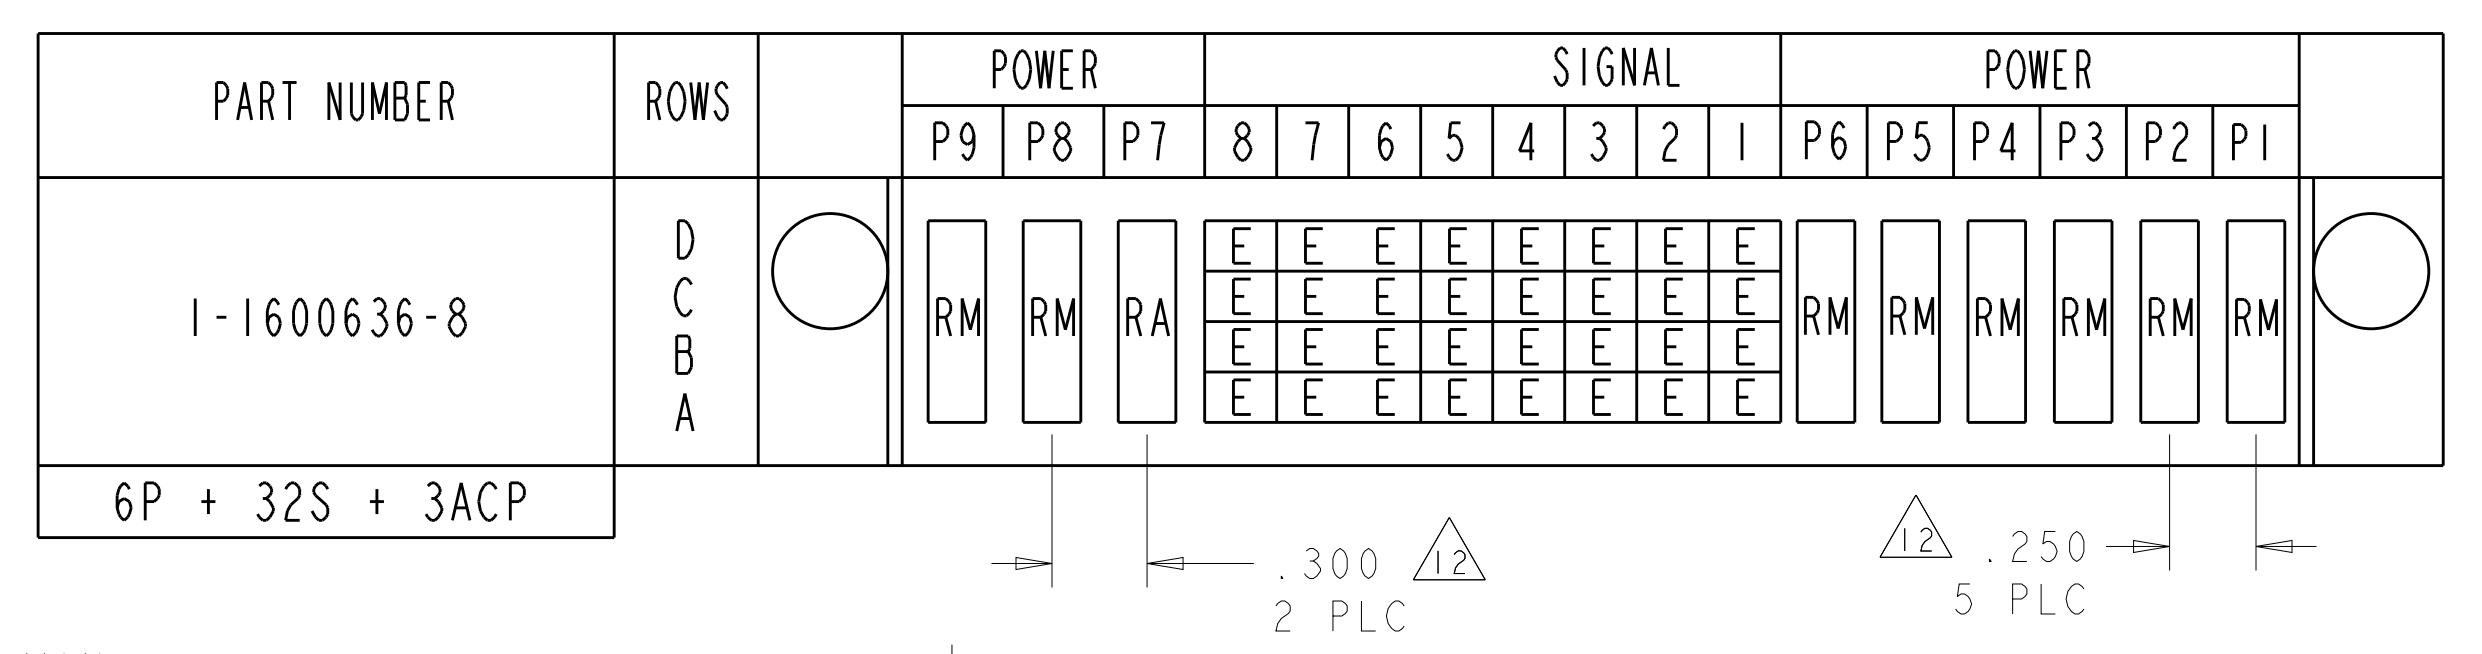 PART NUMBER ROWS POWER SIGNAL POWER
P9 P8 P7 8 7 6 5 4 3 2 1 P6 P5 P4 P3 P2 P1
D E E E E E E E E
C E E E E E E E E
1-1600636-8 RM RM RA RM RM RM RM RM RM
B E E E E E E E E
A E E E E E E E E
6P + 32S + 3ACP
.300 12 12 .250
2 PLC 5 PLC